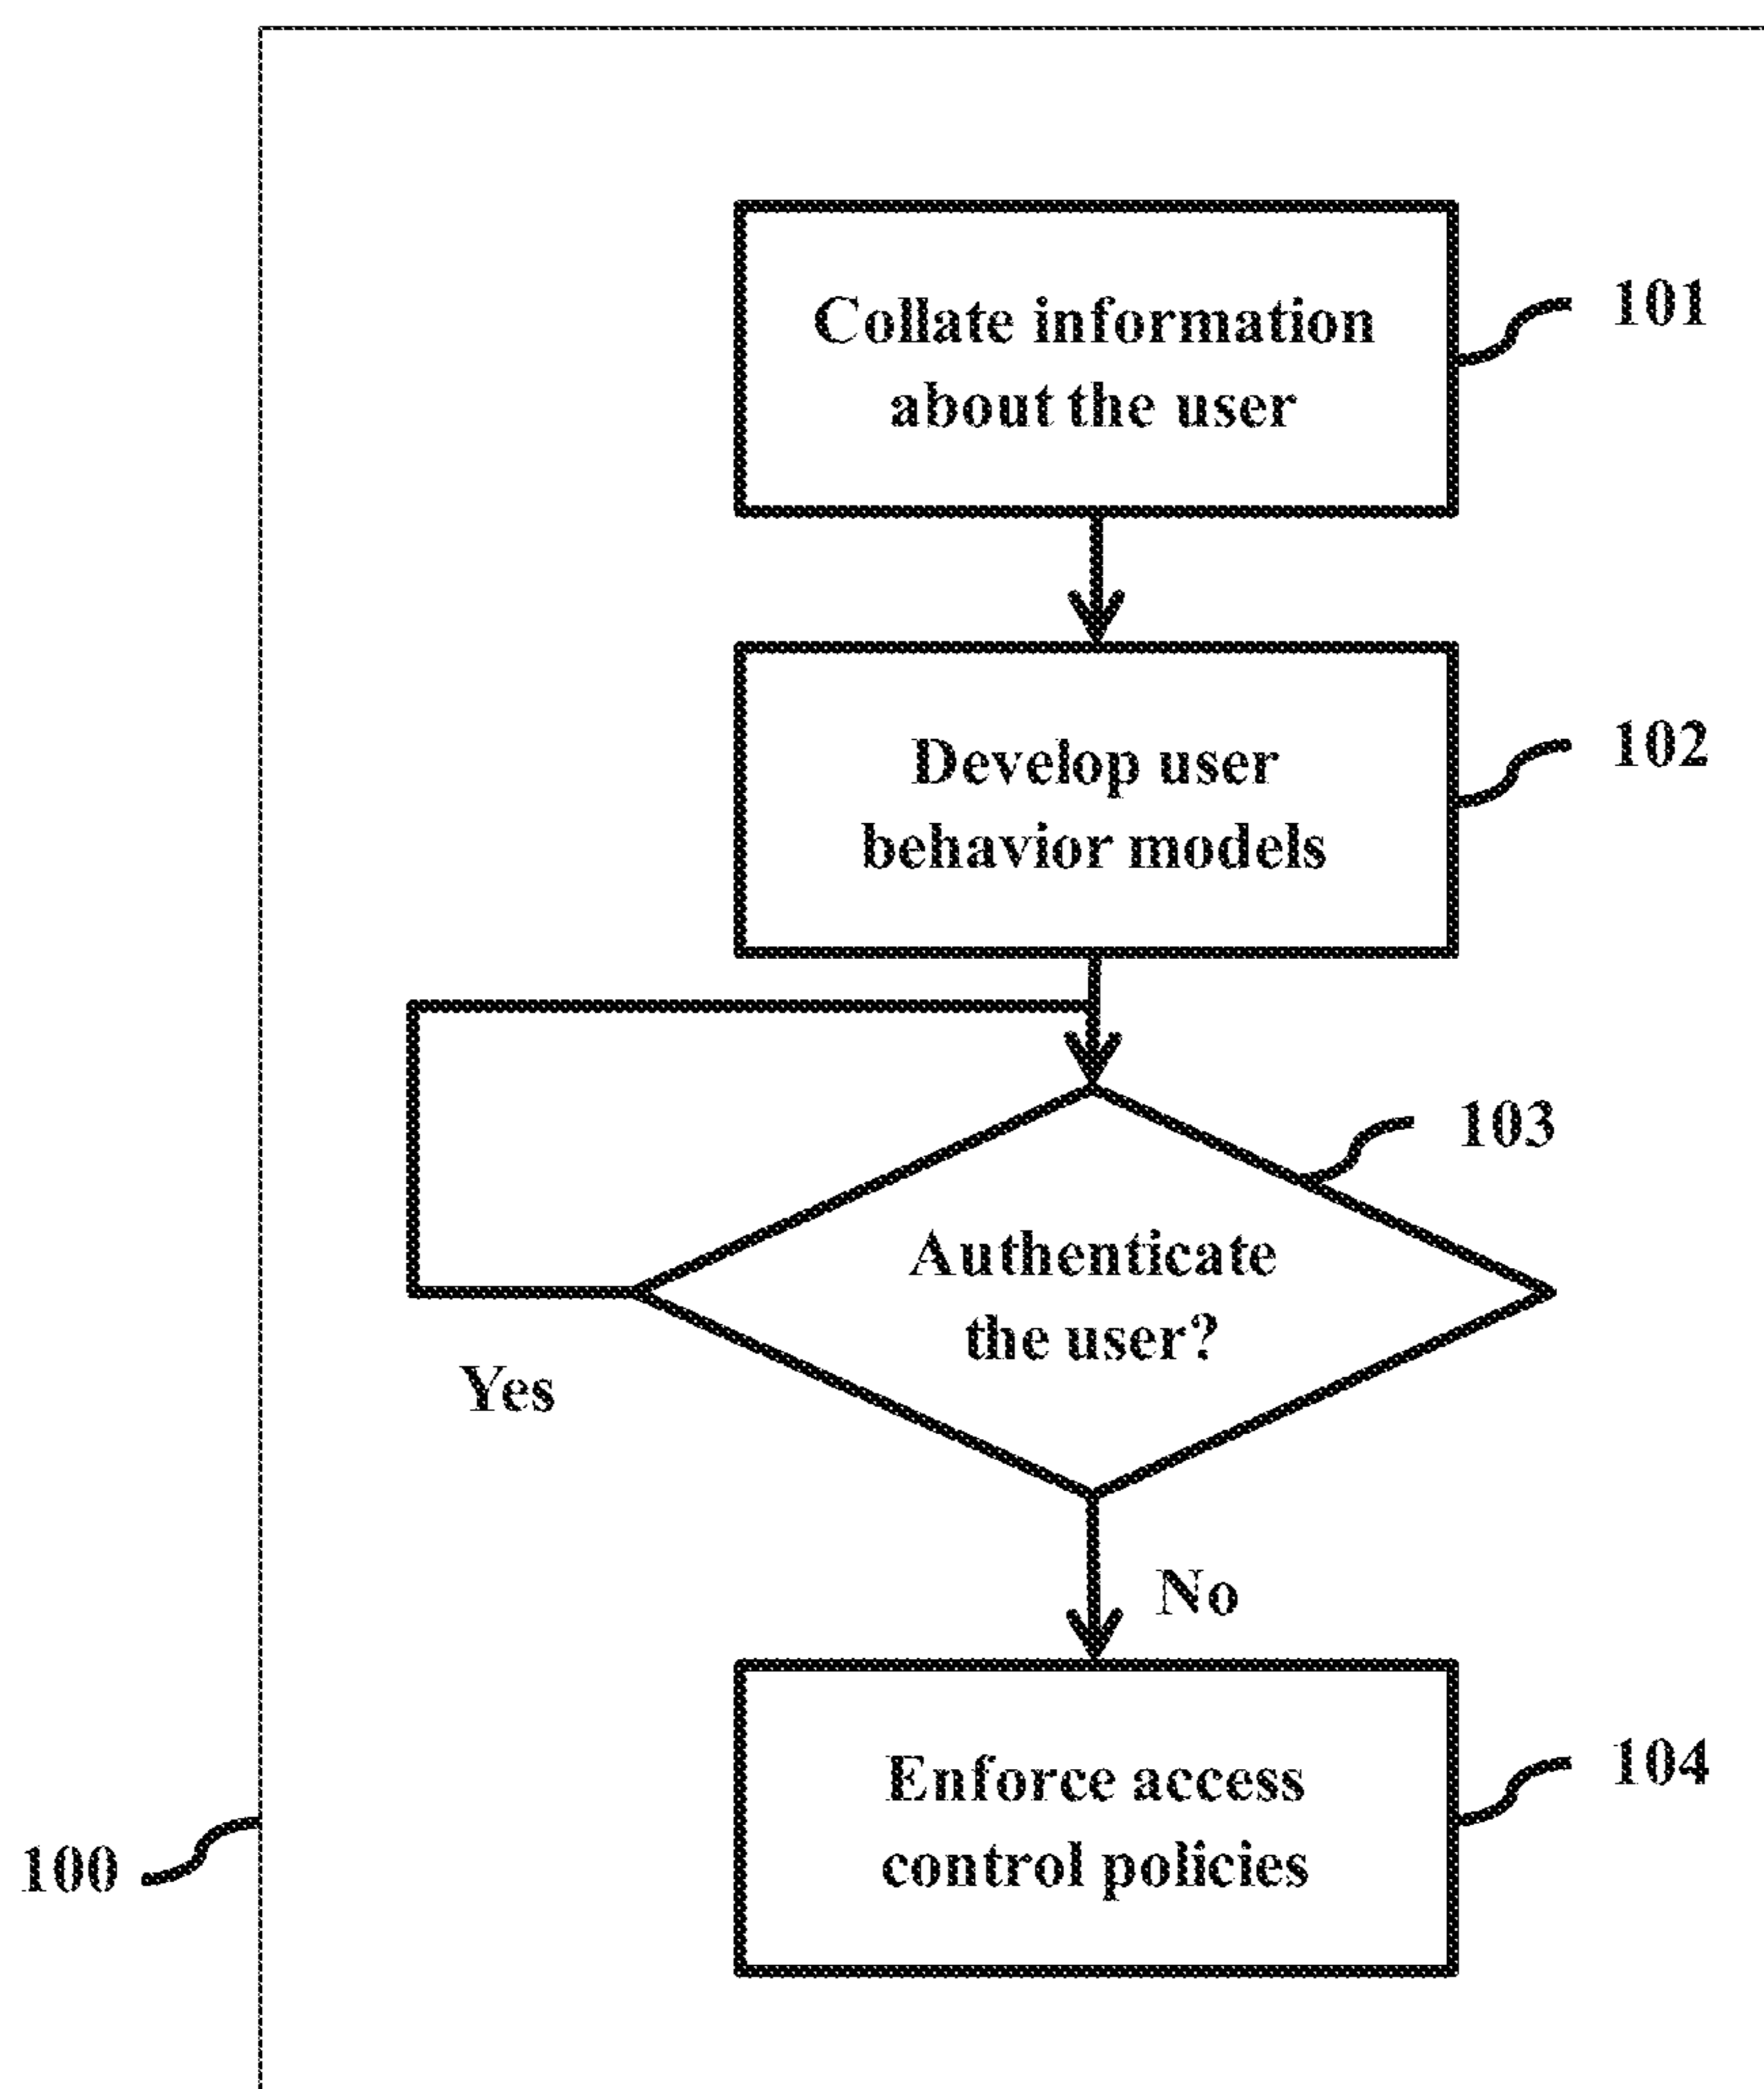 Collate information
about the user
101
Develop user
behavior models
102
103
Authenticate
the user?
Yes
No
Enforce access
control policies
104
100